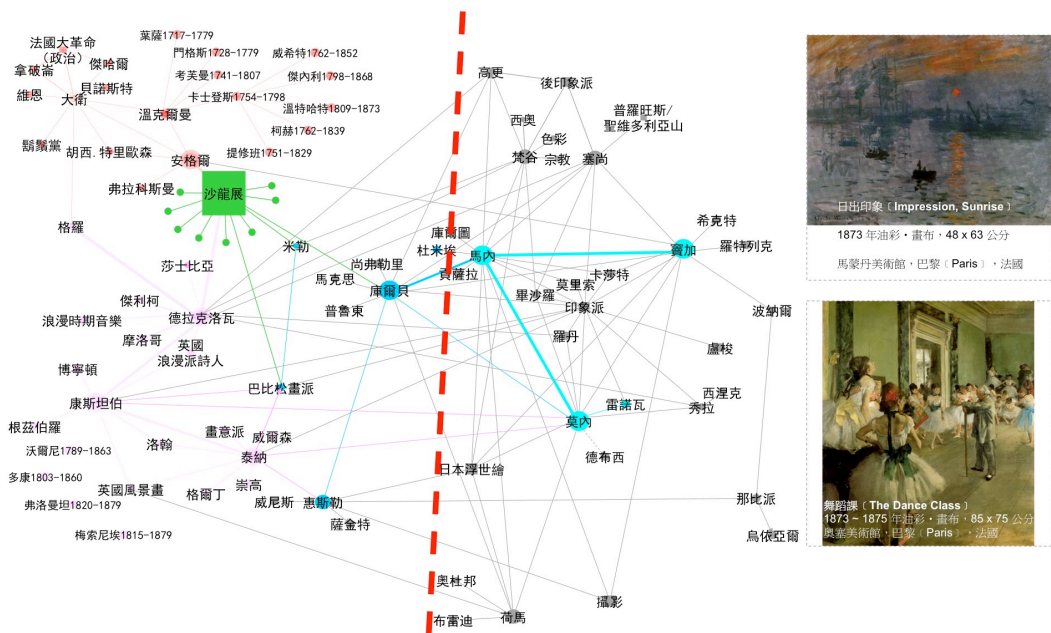 葉薩1717-1779
法國大革命
(政治)
門格斯1728-1779
威希特1762-1852
傑哈爾
拿破崙
考芙曼1741-1807
傑內利1798-1868
貝諾斯特
維恩
大衛
卡士登斯1754-1798
溫特哈特1809-1873
溫克爾曼
柯赫1762-1839
鬍鬚黨
胡西.特里歐森
安格爾
提修班1751-1829
弗拉科斯曼
沙龍展
格羅
米勒
莎士比亞
尚弗勒里
馬克思
庫爾貝
普魯東
傑利柯
浪漫時期音樂
德拉克洛瓦
摩洛哥
英國
浪漫派詩人
博寧頓
巴比松畫派
康斯坦伯
根茲伯羅
畫意派
威爾森
洛翰
泰納
沃爾尼1789-1863
多康1803-1860
英國風景畫
崇高
格爾丁
威尼斯
惠斯勒
弗洛曼坦1820-1879
薩金特
梅索尼埃1815-1879
高更
後印象派
普羅旺斯/
聖維多利亞山
西奧
色彩
梵谷
宗教
塞尚
庫爾圖
杜米埃
馬內
貢薩拉
希克特
竇加
羅特列克
卡莎特
莫里索
畢沙羅
印象派
波納爾
羅丹
盧梭
西涅克
雷諾瓦
秀拉
莫內
德布西
日本浮世繪
那比派
烏依亞爾
奧杜邦
攝影
布雷迪
荷馬
日出印象﹝Impression, Sunrise﹞
1873 年油彩・畫布，48 x 63 公分
馬蒙丹美術館，巴黎﹝Paris﹞，法國
舞蹈課﹝The Dance Class﹞
1873 ~ 1875 年油彩・畫布，85 x 75 公分
奧塞美術館，巴黎﹝Paris﹞，法國